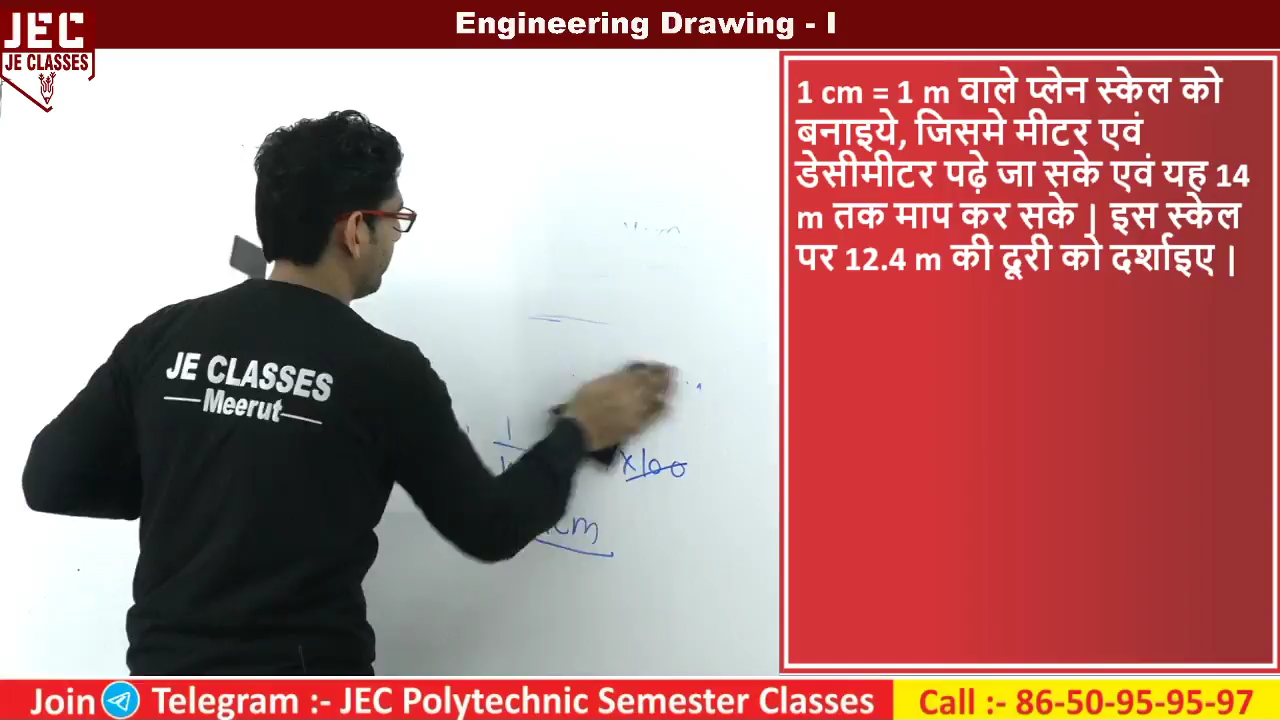 Engineering Drawing - I
JEC
JE CLASSES
1 cm = 1 m वाले प्लेन स्केल को
बनाइये, जिसमे मीटर एवं
डेसीमीटर पढ़े जा सके एवं यह 14
m तक माप कर सके | इस स्केल
पर 12.4 m की दूरी को दर्शाइए |
JE CLASSES
Meerut
1
x100
cm
Join Telegram :- JEC Polytechnic Semester Classes
Call :- 86-50-95-95-97